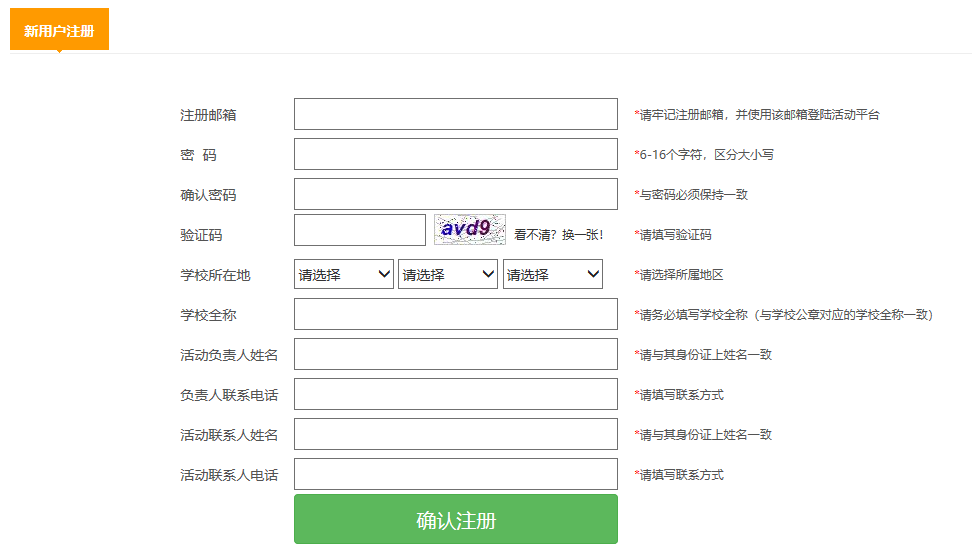 新用户注册
注册邮箱 *请牢记注册邮箱，并使用该邮箱登陆活动平台
密 码 *6-16个字符，区分大小写
确认密码 *与密码必须保持一致
验证码 avd9 看不清？换一张！ *请填写验证码
学校所在地 请选择 请选择 请选择 *请选择所属地区
学校全称 *请务必填写学校全称（与学校公章对应的学校全称一致）
活动负责人姓名 *请与其身份证上姓名一致
负责人联系电话 *请填写联系方式
活动联系人姓名 *请与其身份证上姓名一致
活动联系人电话 *请填写联系方式
确认注册